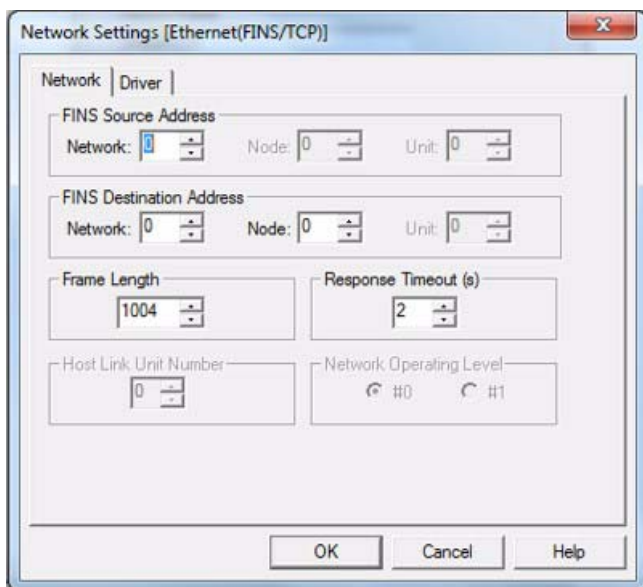 Network Settings [Ethernet(FINS/TCP)]
Network Driver
FINS Source Address
Network: 0 Node: 0 Unit: 0
FINS Destination Address
Network: 0 Node: 0 Unit: 0
Frame Length Response Timeout (s)
1004 2
Host Link Unit Number Network Operating Level
0 #0 #1
OK Cancel Help